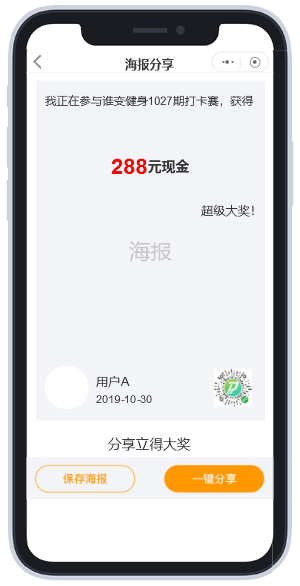 海报分享
我正在参与谁变健身1027期打卡赛，获得
288元现金
超级大奖！
海报
用户A
2019-10-30
分享立得大奖
保存海报
一键分享